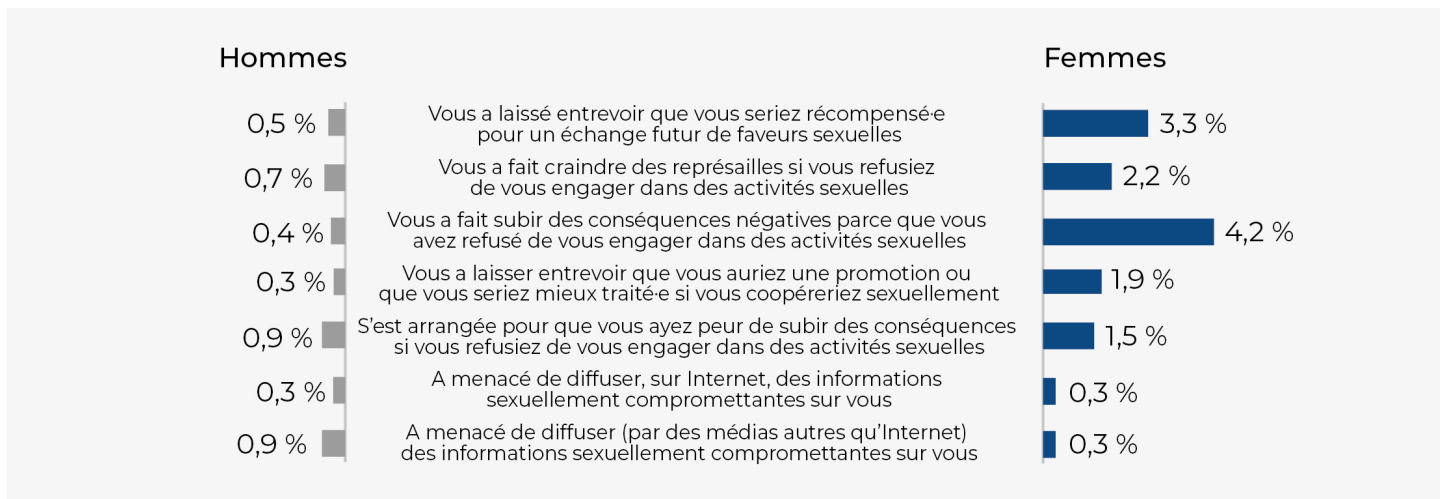 Hommes
Femmes
0,5 %
Vous a laissé entrevoir que vous seriez récompensé·e
pour un échange futur de faveurs sexuelles
3,3 %
0,7 %
Vous a fait craindre des représailles si vous refusiez
de vous engager dans des activités sexuelles
2,2 %
0,4 %
Vous a fait subir des conséquences négatives parce que vous
avez refusé de vous engager dans des activités sexuelles
4,2 %
0,3 %
Vous a laisser entrevoir que vous auriez une promotion ou
que vous seriez mieux traité·e si vous coopéreriez sexuellement
1,9 %
0,9 %
S'est arrangée pour que vous ayez peur de subir des conséquences
si vous refusiez de vous engager dans des activités sexuelles
1,5 %
0,3 %
A menacé de diffuser, sur Internet, des informations
sexuellement compromettantes sur vous
0,3 %
0,9 %
A menacé de diffuser (par des médias autres qu'Internet)
des informations sexuellement compromettantes sur vous
0,3 %